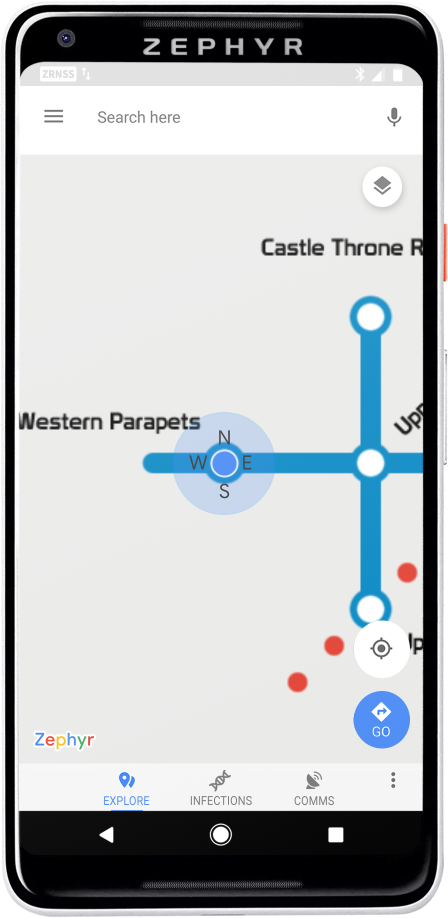 ZEPHYR
ZRNSS
Search here
Castle Throne R
Western Parapets
Upp
N
W E
S
Up
Zephyr
GO
EXPLORE INFECTIONS COMMS